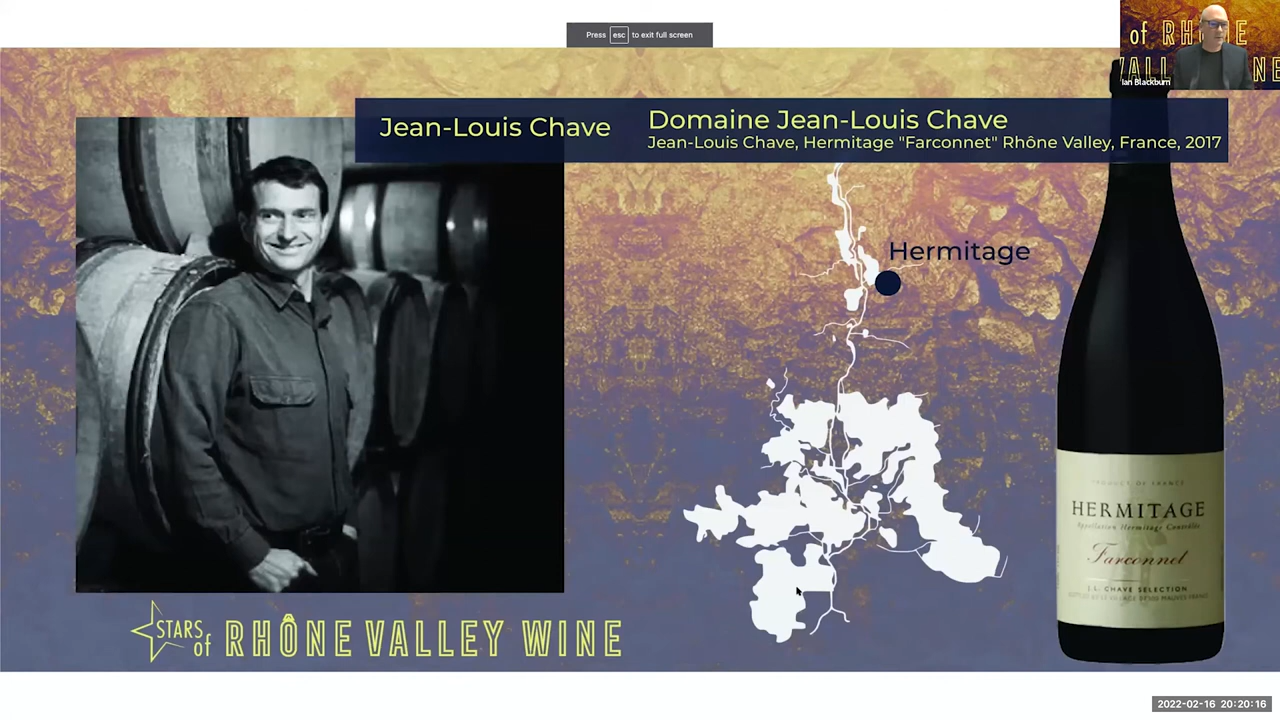 Press esc to exit full screen
of RHÔNE
VALL
NE
Ian Blackburn
Jean-Louis Chave
Domaine Jean-Louis Chave
Jean-Louis Chave, Hermitage "Farconnet" Rhône Valley, France, 2017
Hermitage
PRODUCT OF FRANCE
HERMITAGE
Appellation Hermitage Contrôlée
Farconnet
J.L. CHAVE SELECTION
STARS of RHÔNE VALLEY WINE
2022-02-16 20:20:16